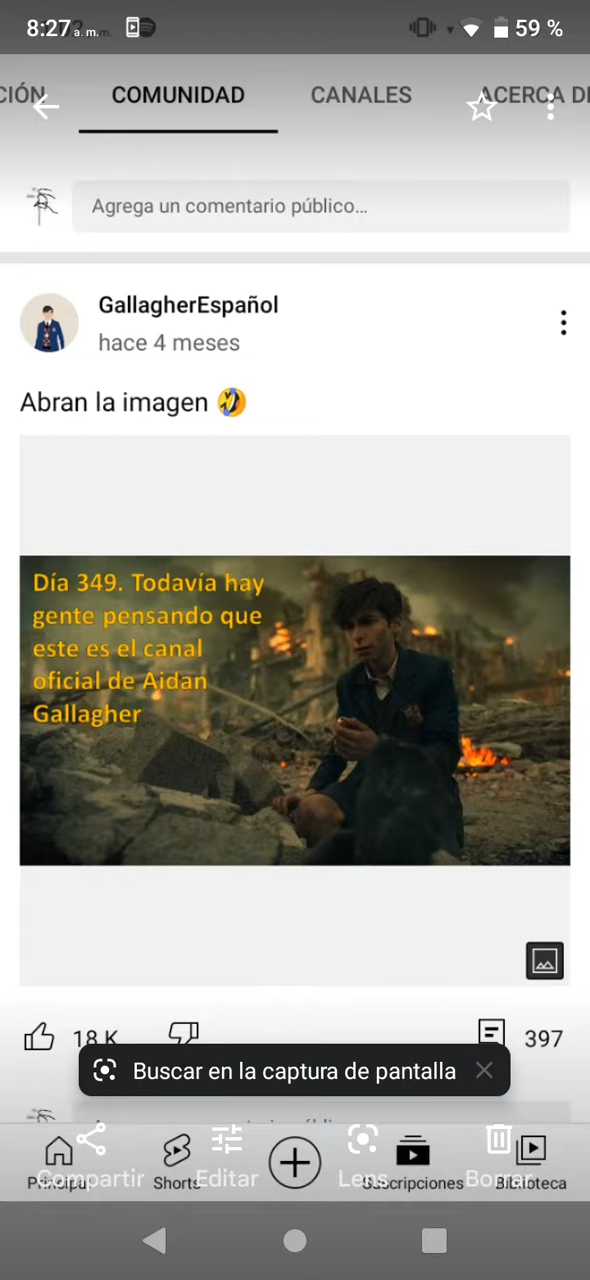 8:27 a. m.
59 %
CIÓN
COMUNIDAD
CANALES
ACERCA DE
Agrega un comentario público...
GallagherEspañol
hace 4 meses
Abran la imagen 🤣
Día 349. Todavía hay
gente pensando que
este es el canal
oficial de Aidan
Gallagher
18 K
397
Buscar en la captura de pantalla
Compartir
Editar
Lens
Borrar
Principal
Shorts
Suscripciones
Biblioteca